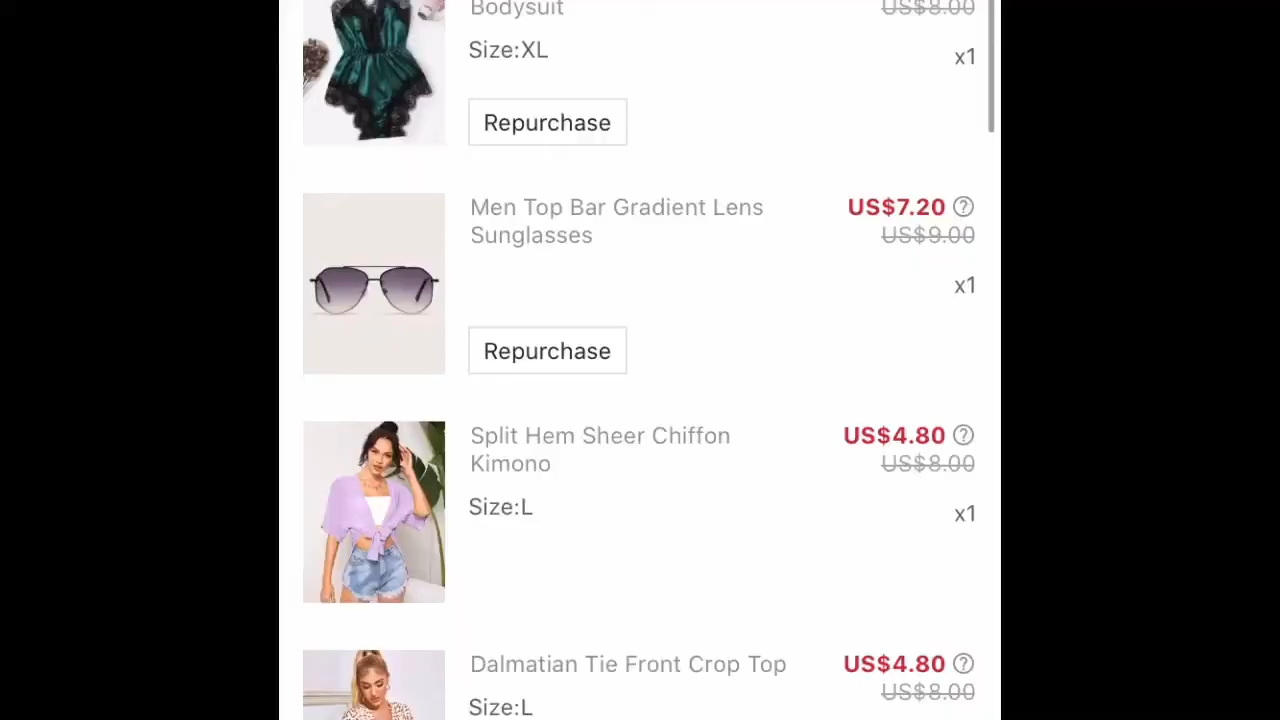 Bodysuit
US$8.00
Size:XL
x1
Repurchase
Men Top Bar Gradient Lens
US$7.20 ?
Sunglasses
US$9.00
x1
Repurchase
Split Hem Sheer Chiffon
US$4.80 ?
Kimono
US$8.00
Size:L
x1
Dalmatian Tie Front Crop Top
US$4.80 ?
US$8.00
Size:L